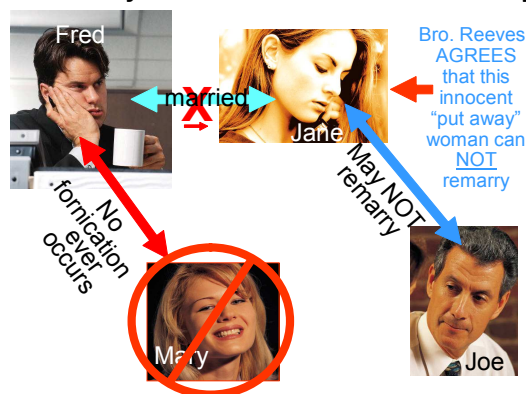 Fred
married
X
Jane
Bro. Reeves
AGREES
that this
innocent
"put away"
woman can
NOT
remarry
May NOT
remarry
No
fornication
ever
occurs
Mary
Joe